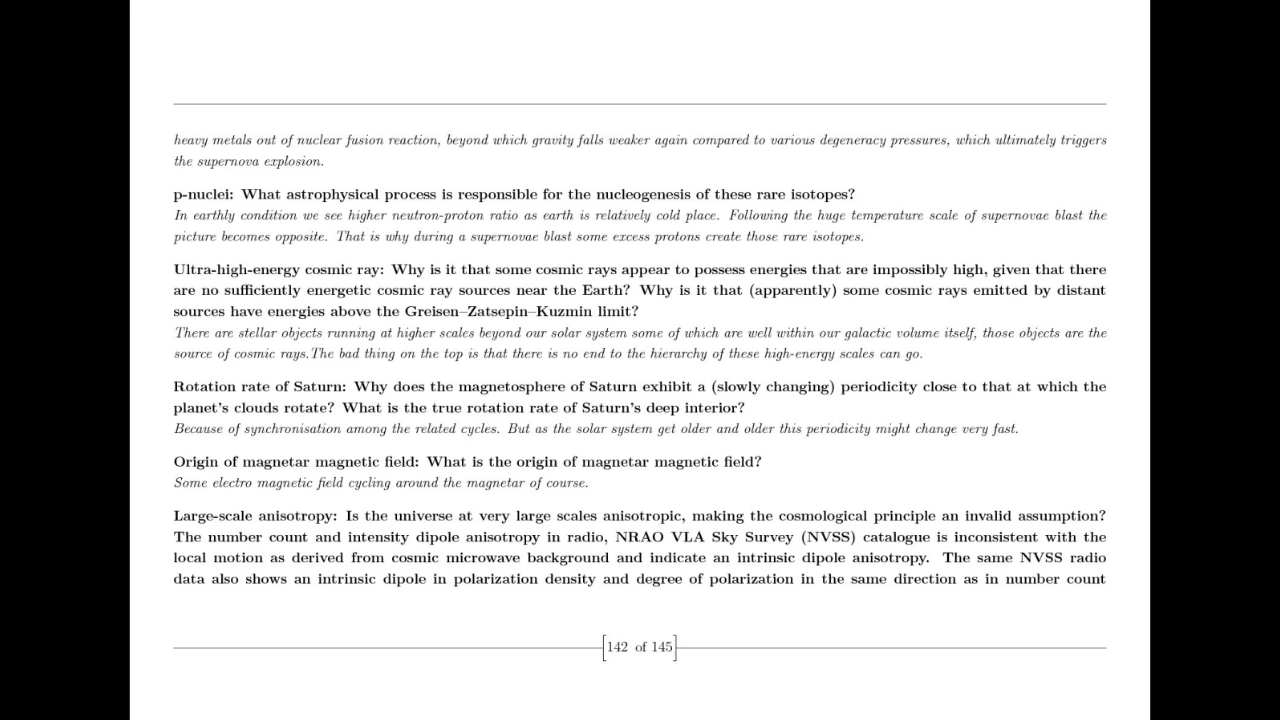 heavy metals out of nuclear fusion reaction, beyond which gravity falls weaker again compared to various degeneracy pressures, which ultimately triggers
the supernova explosion.
p-nuclei: What astrophysical process is responsible for the nucleogenesis of these rare isotopes?
In earthly condition we see higher neutron-proton ratio as earth is relatively cold place. Following the huge temperature scale of supernovae blast the
picture becomes opposite. That is why during a supernovae blast some excess protons create those rare isotopes.
Ultra-high-energy cosmic ray: Why is it that some cosmic rays appear to possess energies that are impossibly high, given that there
are no sufficiently energetic cosmic ray sources near the Earth? Why is it that (apparently) some cosmic rays emitted by distant
sources have energies above the Greisen–Zatsepin–Kuzmin limit?
There are stellar objects running at higher scales beyond our solar system some of which are well within our galactic volume itself, those objects are the
source of cosmic rays.The bad thing on the top is that there is no end to the hierarchy of these high-energy scales can go.
Rotation rate of Saturn: Why does the magnetosphere of Saturn exhibit a (slowly changing) periodicity close to that at which the
planet's clouds rotate? What is the true rotation rate of Saturn's deep interior?
Because of synchronisation among the related cycles. But as the solar system get older and older this periodicity might change very fast.
Origin of magnetar magnetic field: What is the origin of magnetar magnetic field?
Some electro magnetic field cycling around the magnetar of course.
Large-scale anisotropy: Is the universe at very large scales anisotropic, making the cosmological principle an invalid assumption?
The number count and intensity dipole anisotropy in radio, NRAO VLA Sky Survey (NVSS) catalogue is inconsistent with the
local motion as derived from cosmic microwave background and indicate an intrinsic dipole anisotropy. The same NVSS radio
data also shows an intrinsic dipole in polarization density and degree of polarization in the same direction as in number count
[142 of 145]